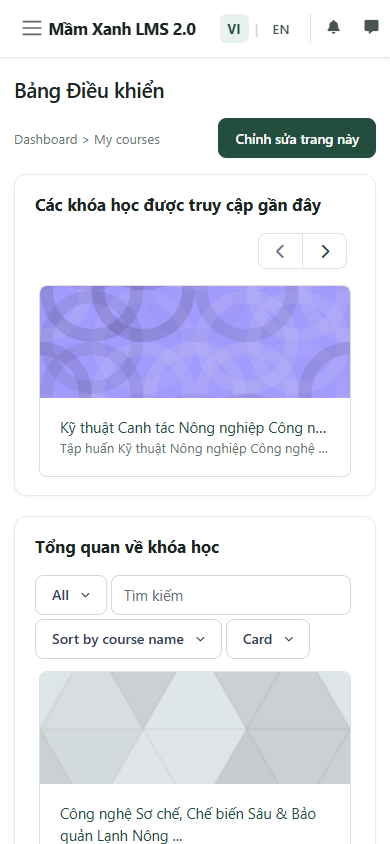 Mầm Xanh LMS 2.0 VI | EN
Bảng Điều khiển
Dashboard > My courses
Chỉnh sửa trang này
Các khóa học được truy cập gần đây
Kỹ thuật Canh tác Nông nghiệp Công n...
Tập huấn Kỹ thuật Nông nghiệp Công nghệ ...
Tổng quan về khóa học
All
Tìm kiếm
Sort by course name
Card
Công nghệ Sơ chế, Chế biến Sâu & Bảo
quản Lạnh Nông ...